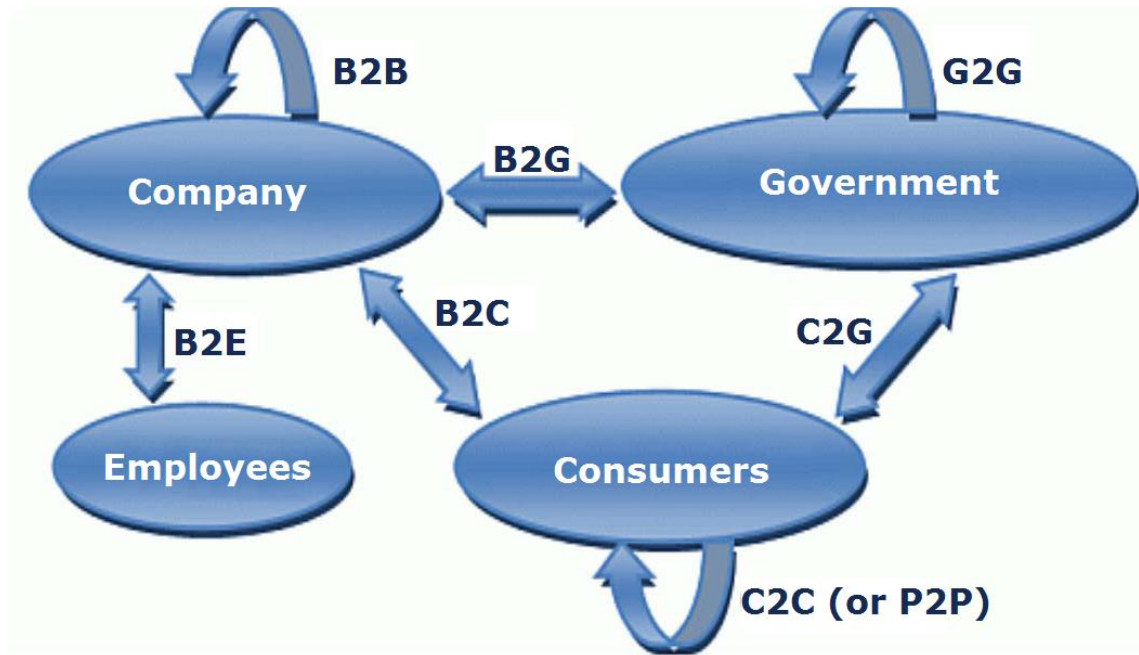 B2B
G2G
B2G
Company
Government
B2C
C2G
B2E
Employees
Consumers
C2C (or P2P)